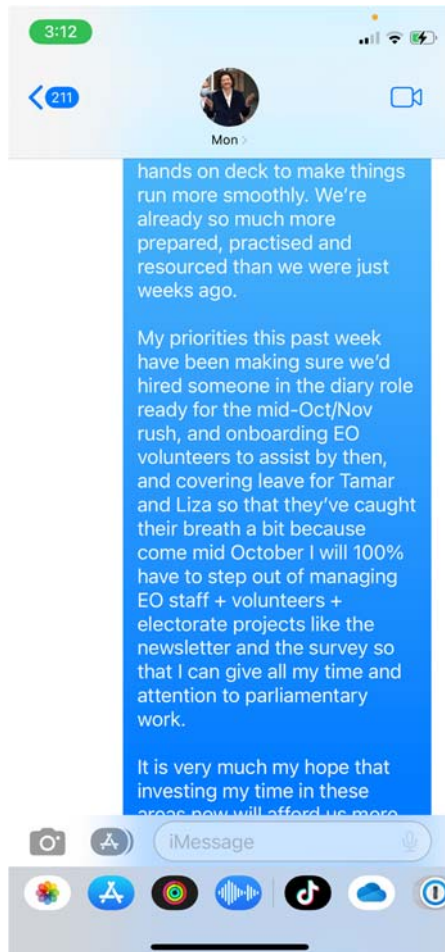 3:12
211
Mon
hands on deck to make things
run more smoothly. We're
already so much more
prepared, practised and
resourced than we were just
weeks ago.
My priorities this past week
have been making sure we'd
hired someone in the diary role
ready for the mid-Oct/Nov
rush, and onboarding EO
volunteers to assist by then,
and covering leave for Tamar
and Liza so that they've caught
their breath a bit because
come mid October I will 100%
have to step out of managing
EO staff + volunteers +
electorate projects like the
newsletter and the survey so
that I can give all my time and
attention to parliamentary
work.
It is very much my hope that
investing my time in these
areas now will afford us more
iMessage